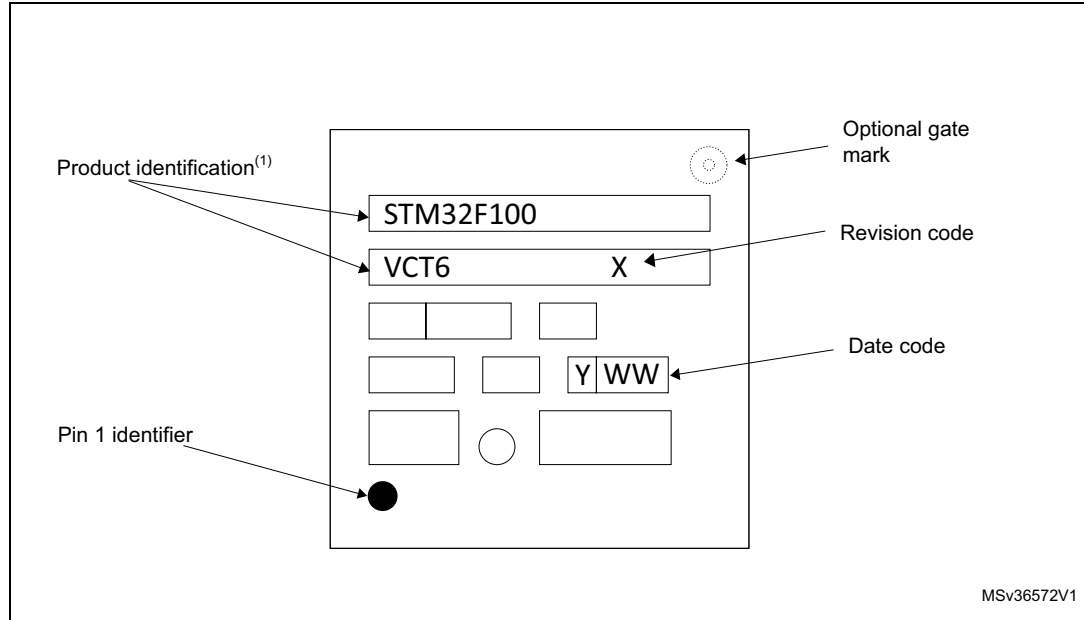 Optional gate
mark
Product identification(1)
STM32F100
Revision code
VCT6 X
Date code
Y WW
Pin 1 identifier
MSv36572V1